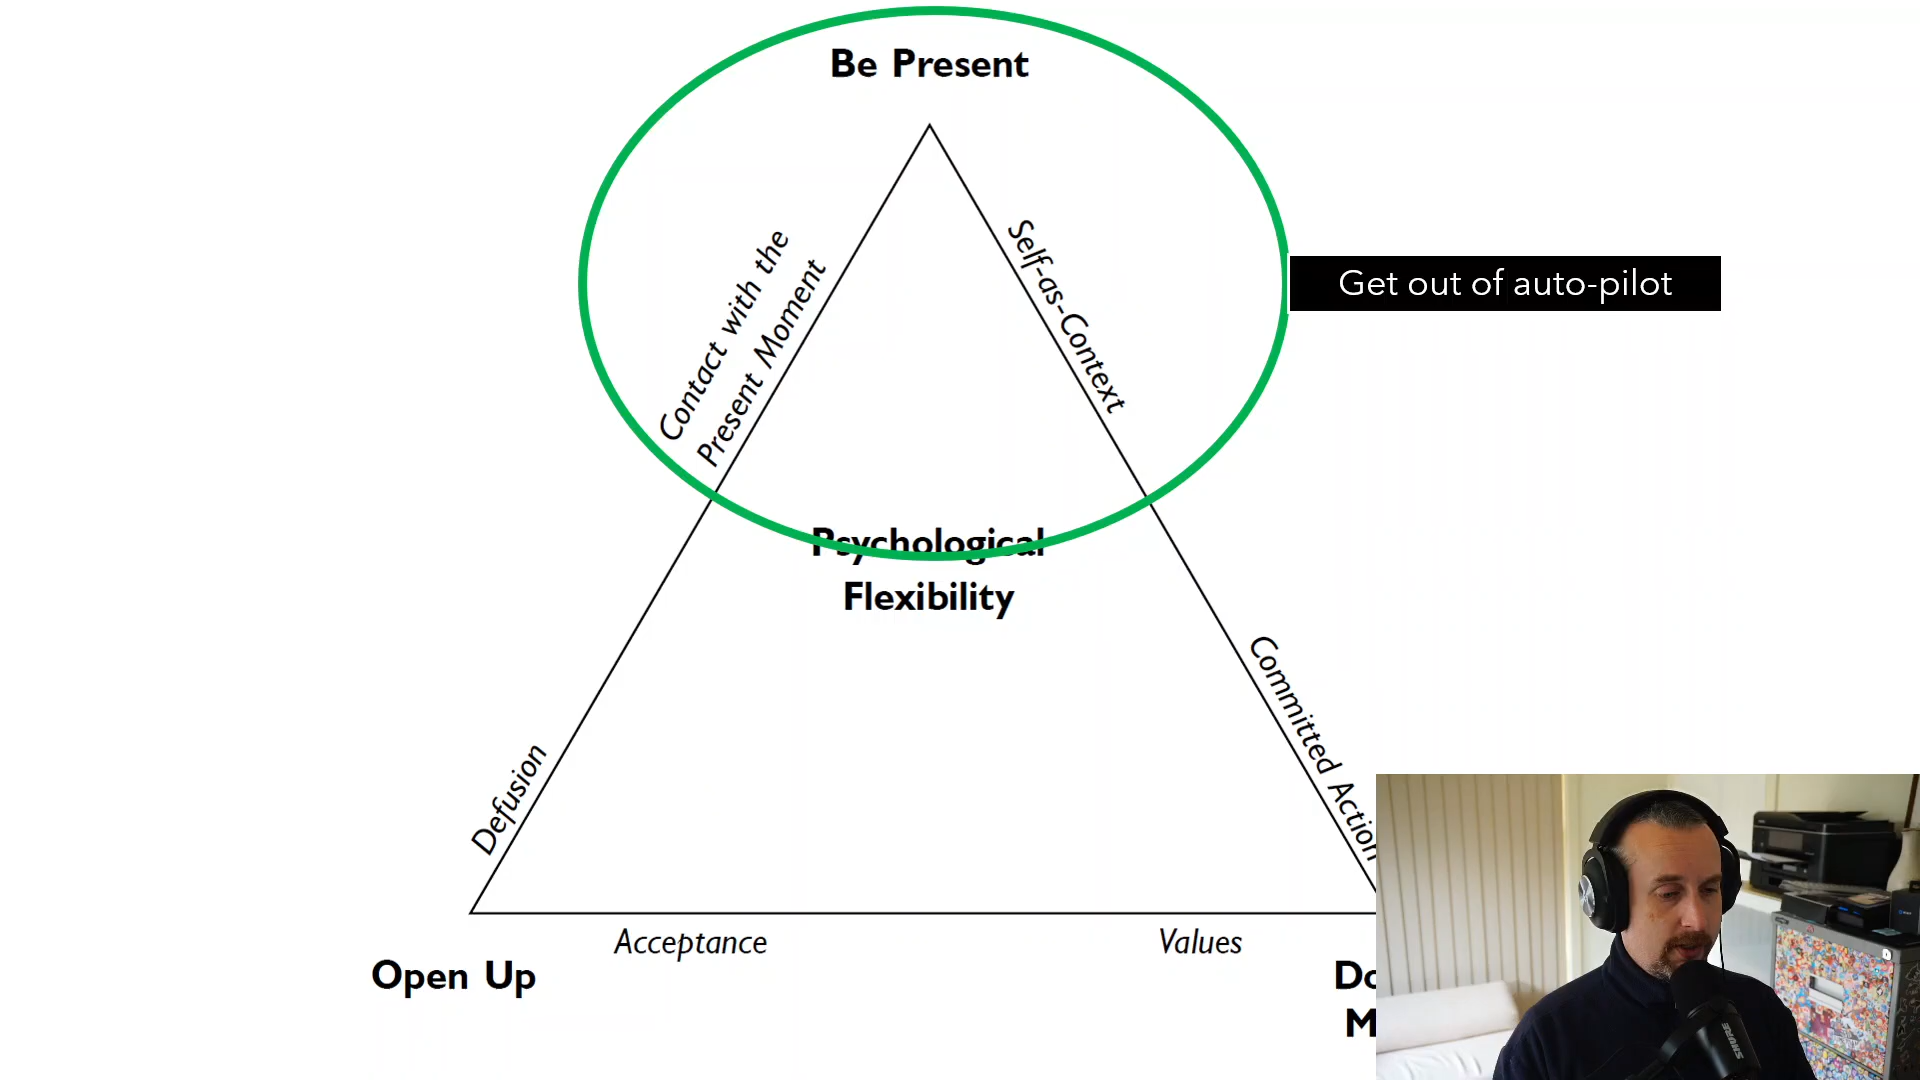 Be Present
Contact with the
Present Moment
Self-as-Context
Get out of auto-pilot
Psychological
Flexibility
Defusion
Committed Action
Acceptance
Values
Open Up
SHURE